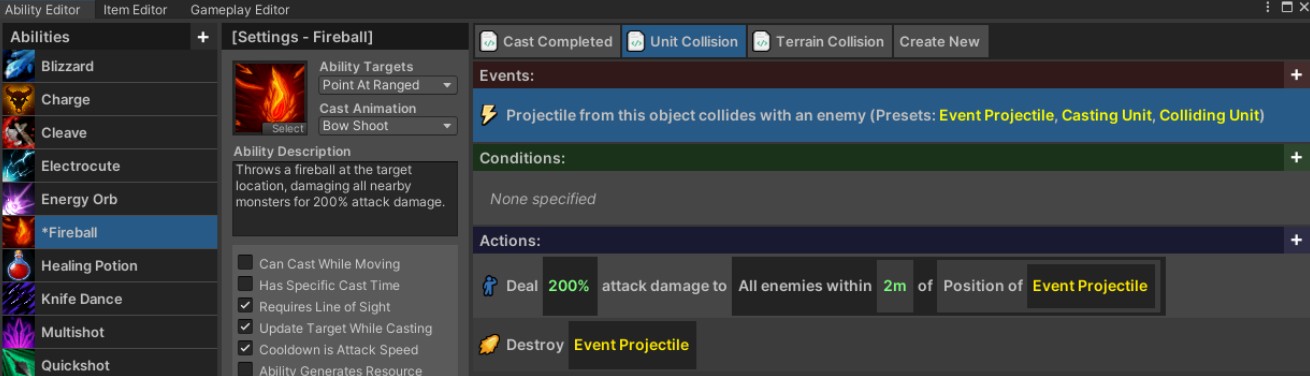 Ability Editor Item Editor Gameplay Editor
Abilities +
Blizzard
Charge
Cleave
Electrocute
Energy Orb
*Fireball
Healing Potion
Knife Dance
Multishot
Quickshot
[Settings - Fireball]
Select
Ability Targets
Point At Ranged
Cast Animation
Bow Shoot
Ability Description
Throws a fireball at the target
location, damaging all nearby
monsters for 200% attack damage.
Can Cast While Moving
Has Specific Cast Time
Requires Line of Sight
Update Target While Casting
Cooldown is Attack Speed
Ability Generates Resource
Cast Completed Unit Collision Terrain Collision Create New
Events: +
Projectile from this object collides with an enemy (Presets: Event Projectile, Casting Unit, Colliding Unit)
Conditions: +
None specified
Actions: +
Deal 200% attack damage to All enemies within 2m of Position of Event Projectile
Destroy Event Projectile